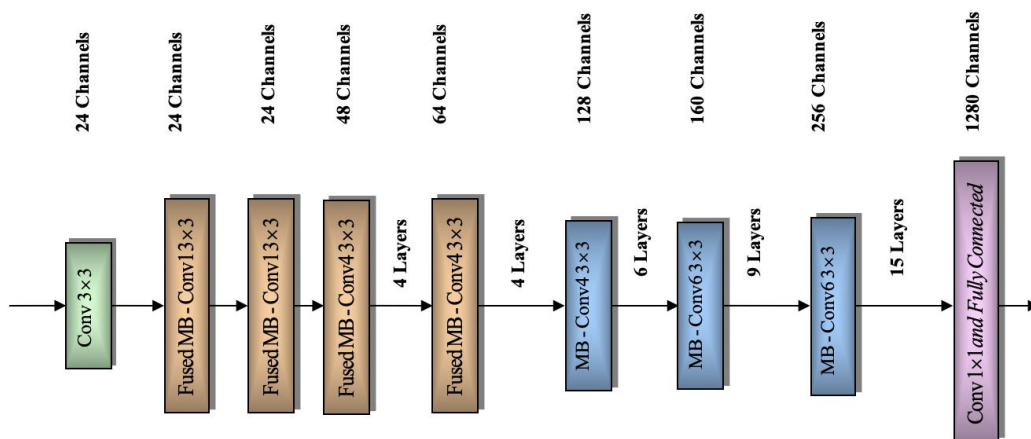 24 Channels
24 Channels
24 Channels
48 Channels
64 Channels
128 Channels
160 Channels
256 Channels
1280 Channels
Conv 3×3
Fused MB - Conv1 3×3
Fused MB - Conv1 3×3
Fused MB - Conv4 3×3
4 Layers
Fused MB - Conv4 3×3
4 Layers
MB - Conv4 3×3
6 Layers
MB - Conv6 3×3
9 Layers
MB - Conv6 3×3
15 Layers
Conv 1×1 and Fully Connected